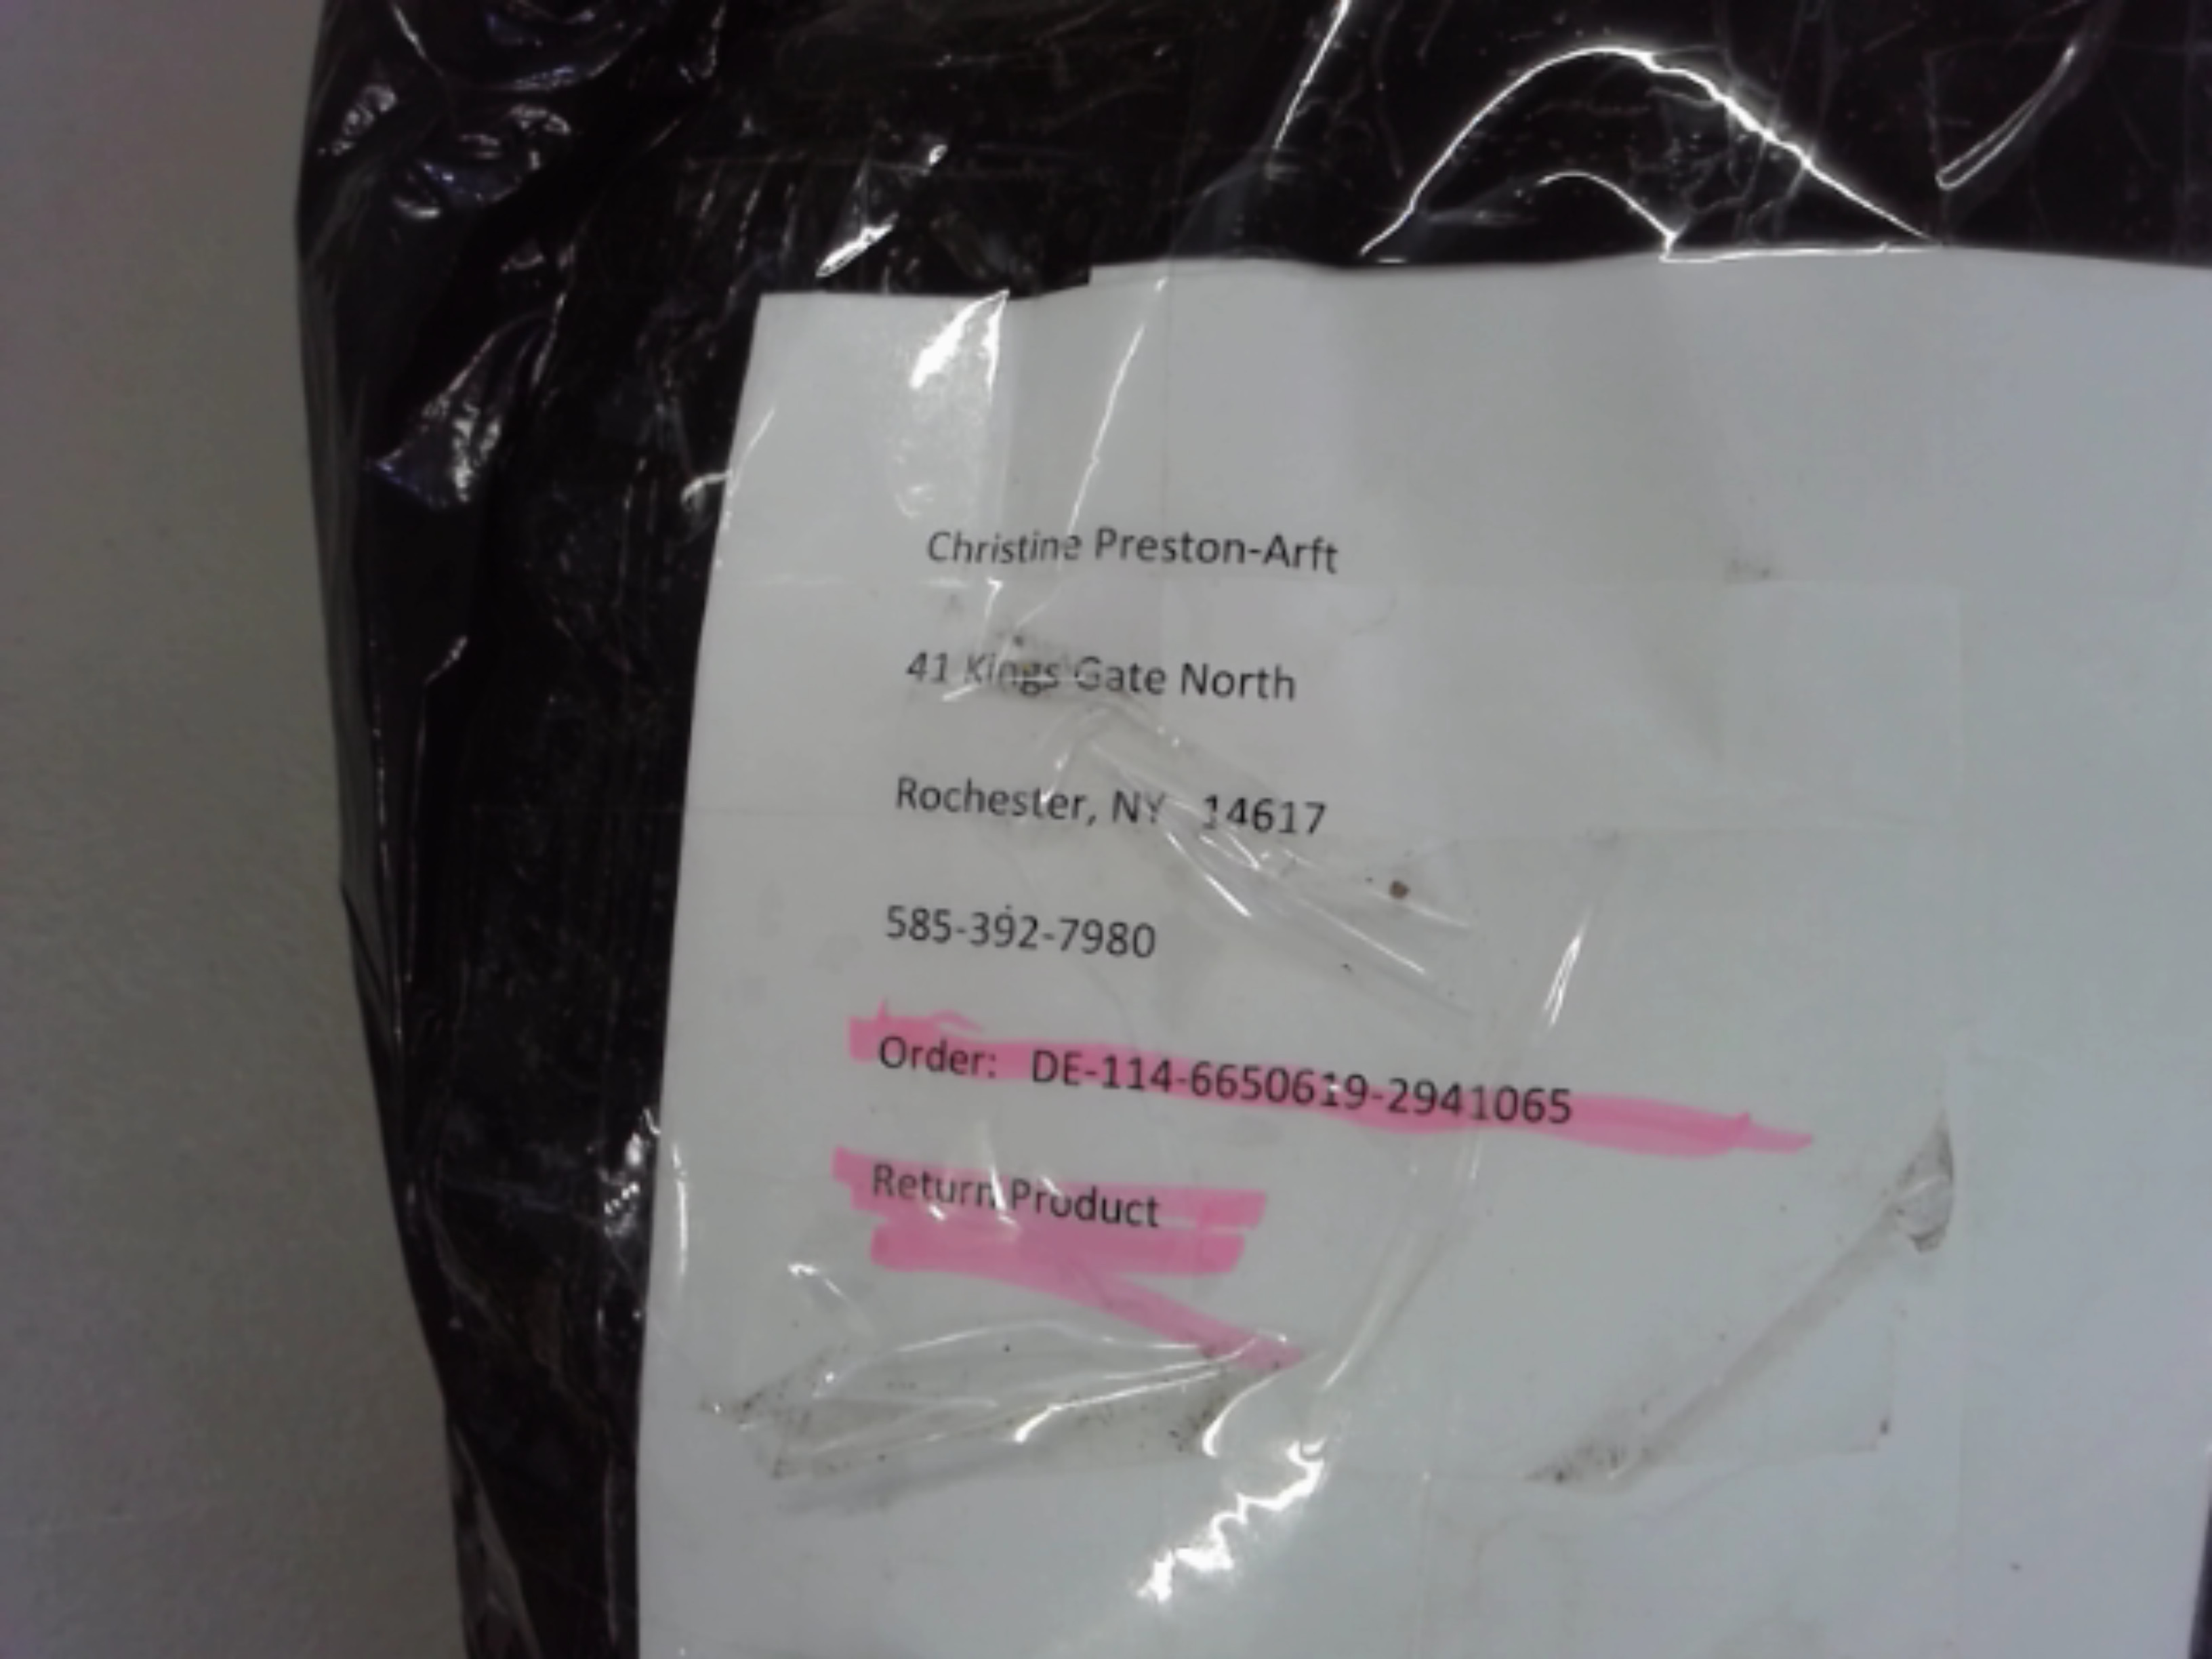 Christine Preston-Arft
41 Kings Gate North
Rochester, NY 14617
585-392-7980
Order: DE-114-6650619-2941065
Return Product